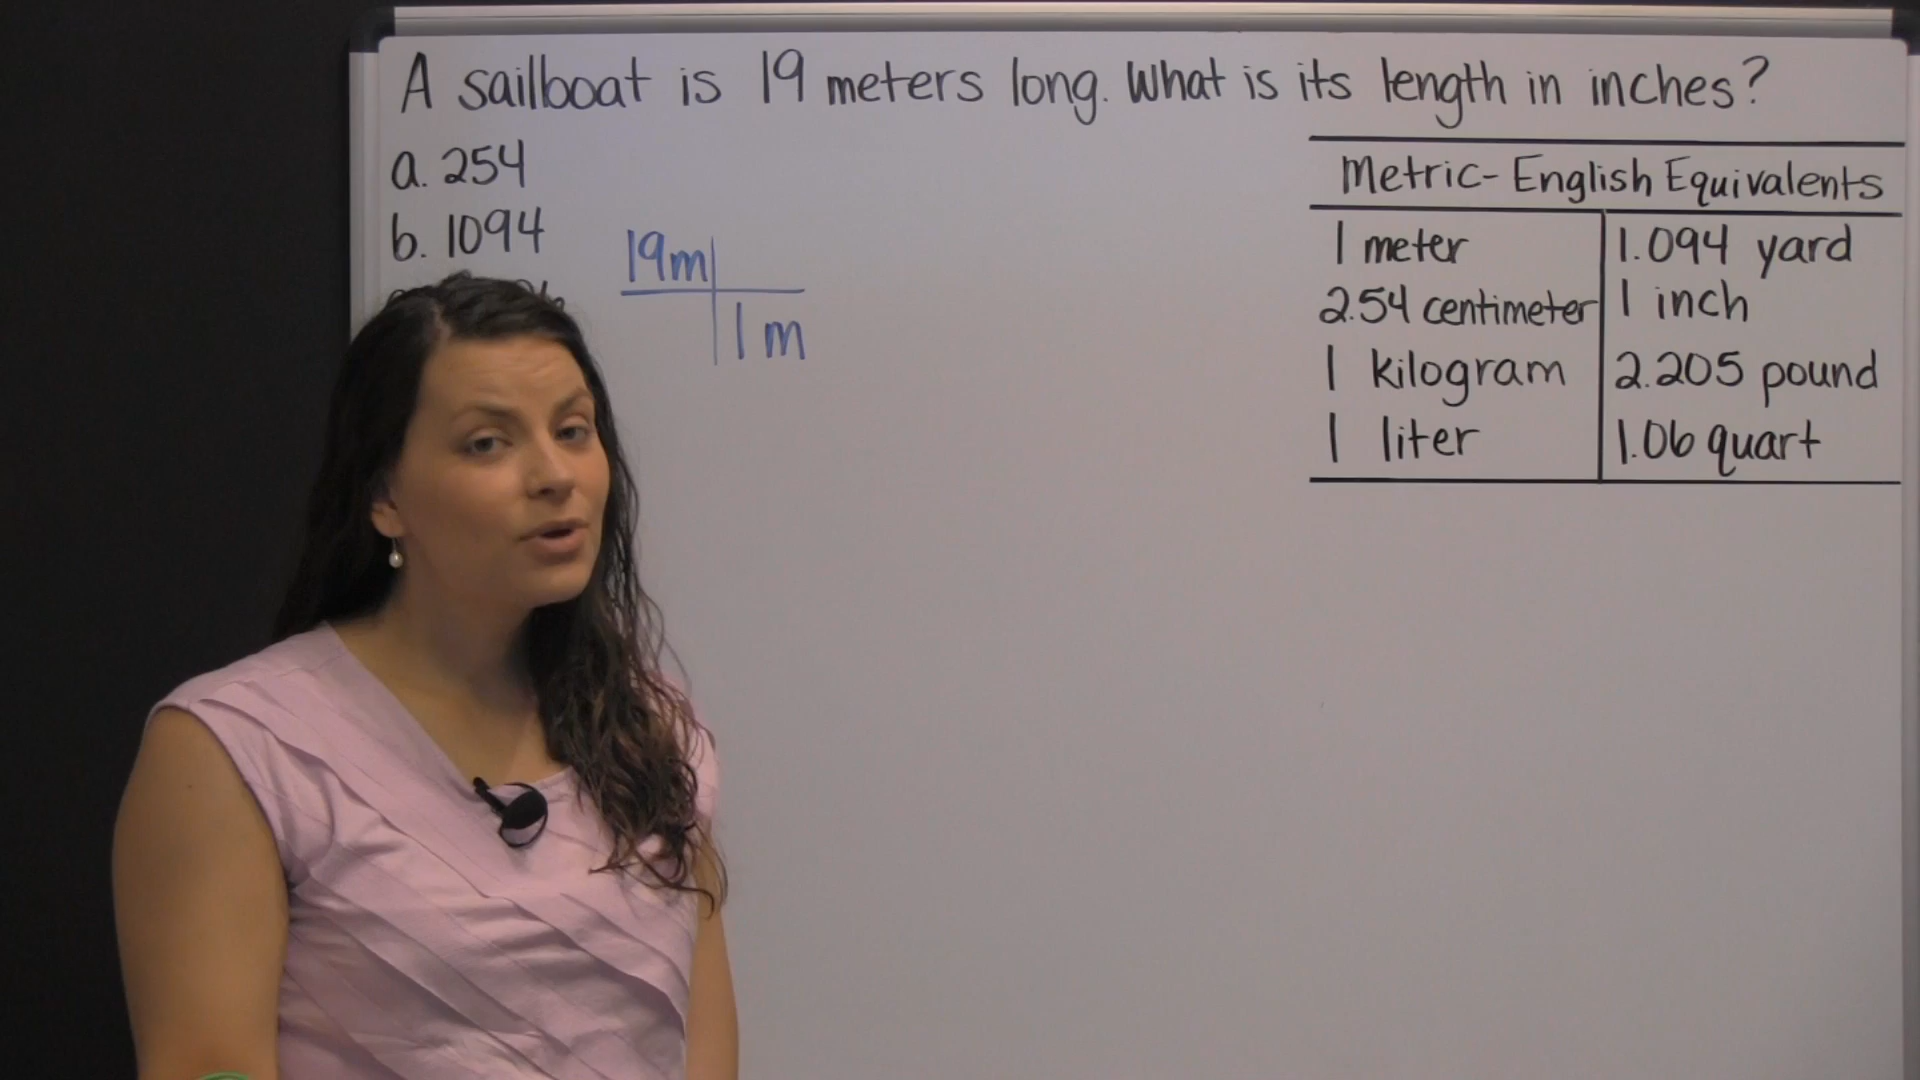 A sailboat is 19 meters long. What is its length in inches?
a. 254
b. 1094
19m
1 m
Metric-English Equivalents
1 meter 1.094 yard
2.54 centimeter 1 inch
1 kilogram 2.205 pound
1 liter 1.06 quart